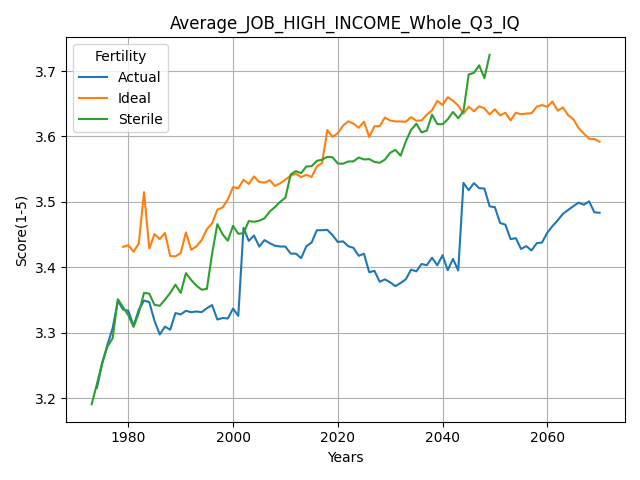 Average_JOB_HIGH_INCOME_Whole_Q3_IQ
Fertility
Actual
Ideal
Sterile
Score(1-5)
3.7
3.6
3.5
3.4
3.3
3.2
1980 2000 2020 2040 2060
Years